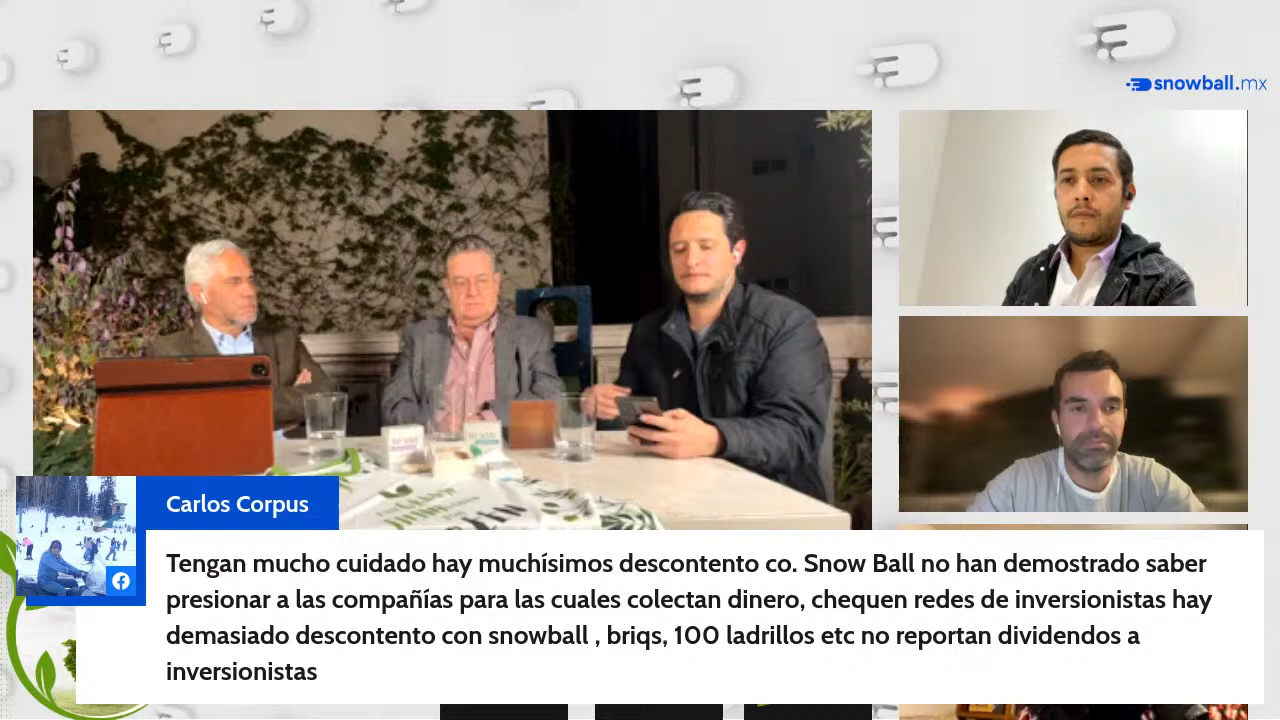 snowball.mx
Carlos Corpus
Tengan mucho cuidado hay muchísimos descontento co. Snow Ball no han demostrado saber
presionar a las compañías para las cuales colectan dinero, chequen redes de inversionistas hay
demasiado descontento con snowball , briqs, 100 ladrillos etc no reportan dividendos a
inversionistas